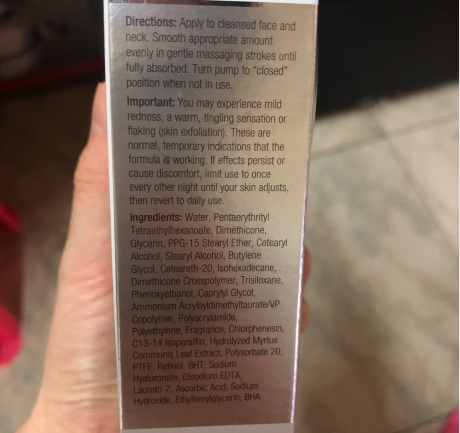 Directions: Apply to cleansed face and
neck. Smooth appropriate amount
evenly in gentle massaging strokes until
fully absorbed. Turn pump to "closed"
position when not in use.
Important: You may experience mild
redness, a warm, tingling sensation or
flaking (skin exfoliation). These are
normal, temporary indications that the
formula is working. If effects persist or
cause discomfort, limit use to once
every other night until your skin adjusts,
then revert to daily use.
Ingredients: Water, Pentaerythrityl
Tetraethylhexanoate, Dimethicone,
Glycerin, PPG-15 Stearyl Ether, Cetearyl
Alcohol, Stearyl Alcohol, Butylene
Glycol, Ceteareth-20, Isohexadecane,
Dimethicone Crosspolymer, Trisiloxane,
Phenoxyethanol, Caprylyl Glycol,
Ammonium Acryloyldimethyltaurate/VP
Copolymer, Polyacrylamide,
Polyethylene, Fragrance, Chlorphenesin,
C13-14 Isoparaffin, Hydrolyzed Myrtus
Communis Leaf Extract, Polysorbate 20,
PTFE, Retinol, BHT, Sodium
Hyaluronate, Disodium EDTA,
Laureth-7, Ascorbic Acid, Sodium
Hydroxide, Ethylhexylglycerin, BHA